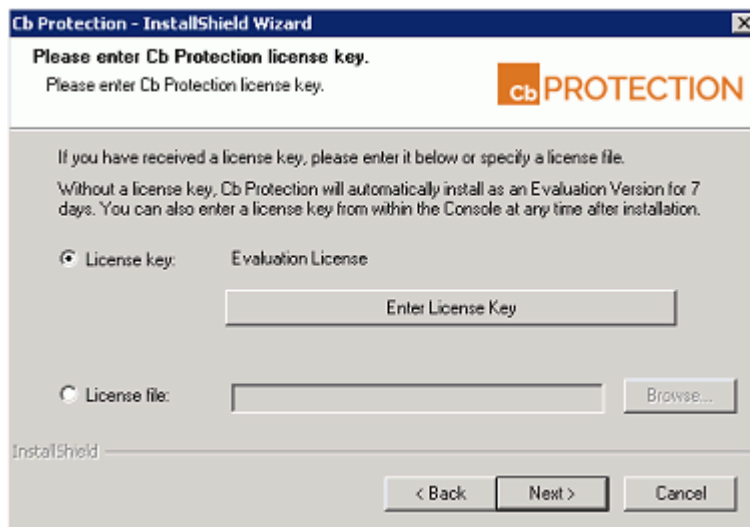 Cb Protection - InstallShield Wizard
Please enter Cb Protection license key.
Please enter Cb Protection license key.
Cb PROTECTION
If you have received a license key, please enter it below or specify a license file.
Without a license key, Cb Protection will automatically install as an Evaluation Version for 7
days. You can also enter a license key from within the Console at any time after installation.
License key: Evaluation License
Enter License Key
License file: Browse...
InstallShield
< Back Next > Cancel